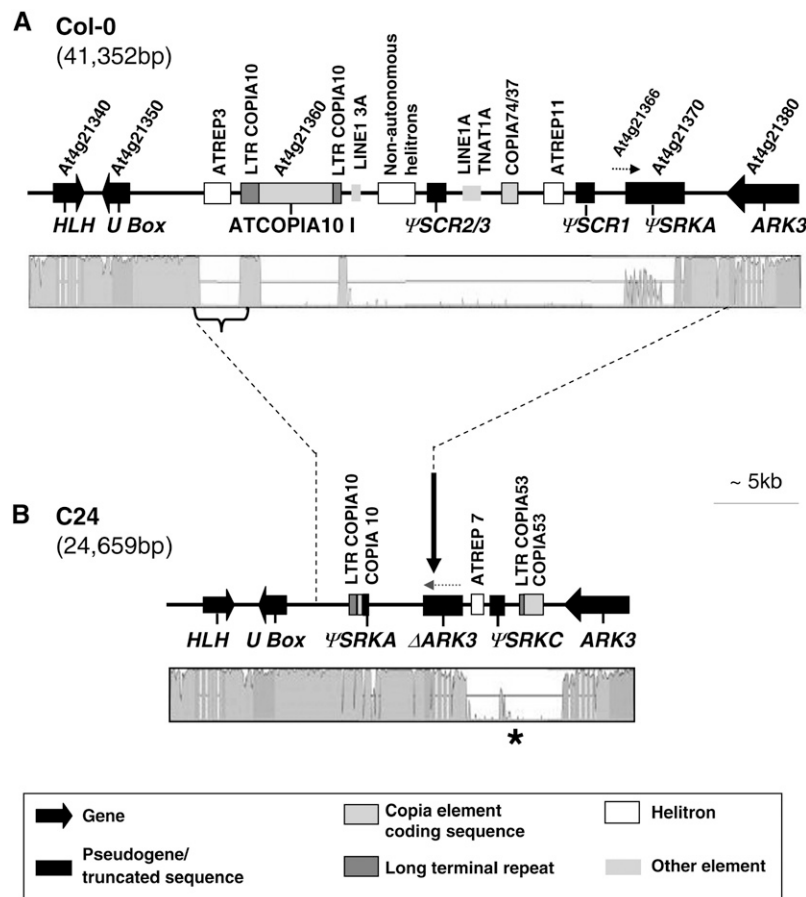 A Col-0
(41,352bp)
At4g21340
At4g21350
ATREP3
LTR COPIA10
At4g21360
LTR COPIA10
LINE1 3A
Non-autonomous
helitrons
LINE1A
TNAT1A
COPIA74/37
ATREP11
At4g21366
At4g21370
At4g21380
HLH
U Box
ATCOPIA10 I
ΨSCR2/3
ΨSCR1
ΨSRKA
ARK3
~ 5kb
B C24
(24,659bp)
LTR COPIA10
COPIA 10
ATREP 7
LTR COPIA53
COPIA53
HLH
U Box
ΨSRKA
ΔARK3
ΨSRKC
ARK3
*
Gene
Pseudogene/
truncated sequence
Copia element
coding sequence
Long terminal repeat
Helitron
Other element